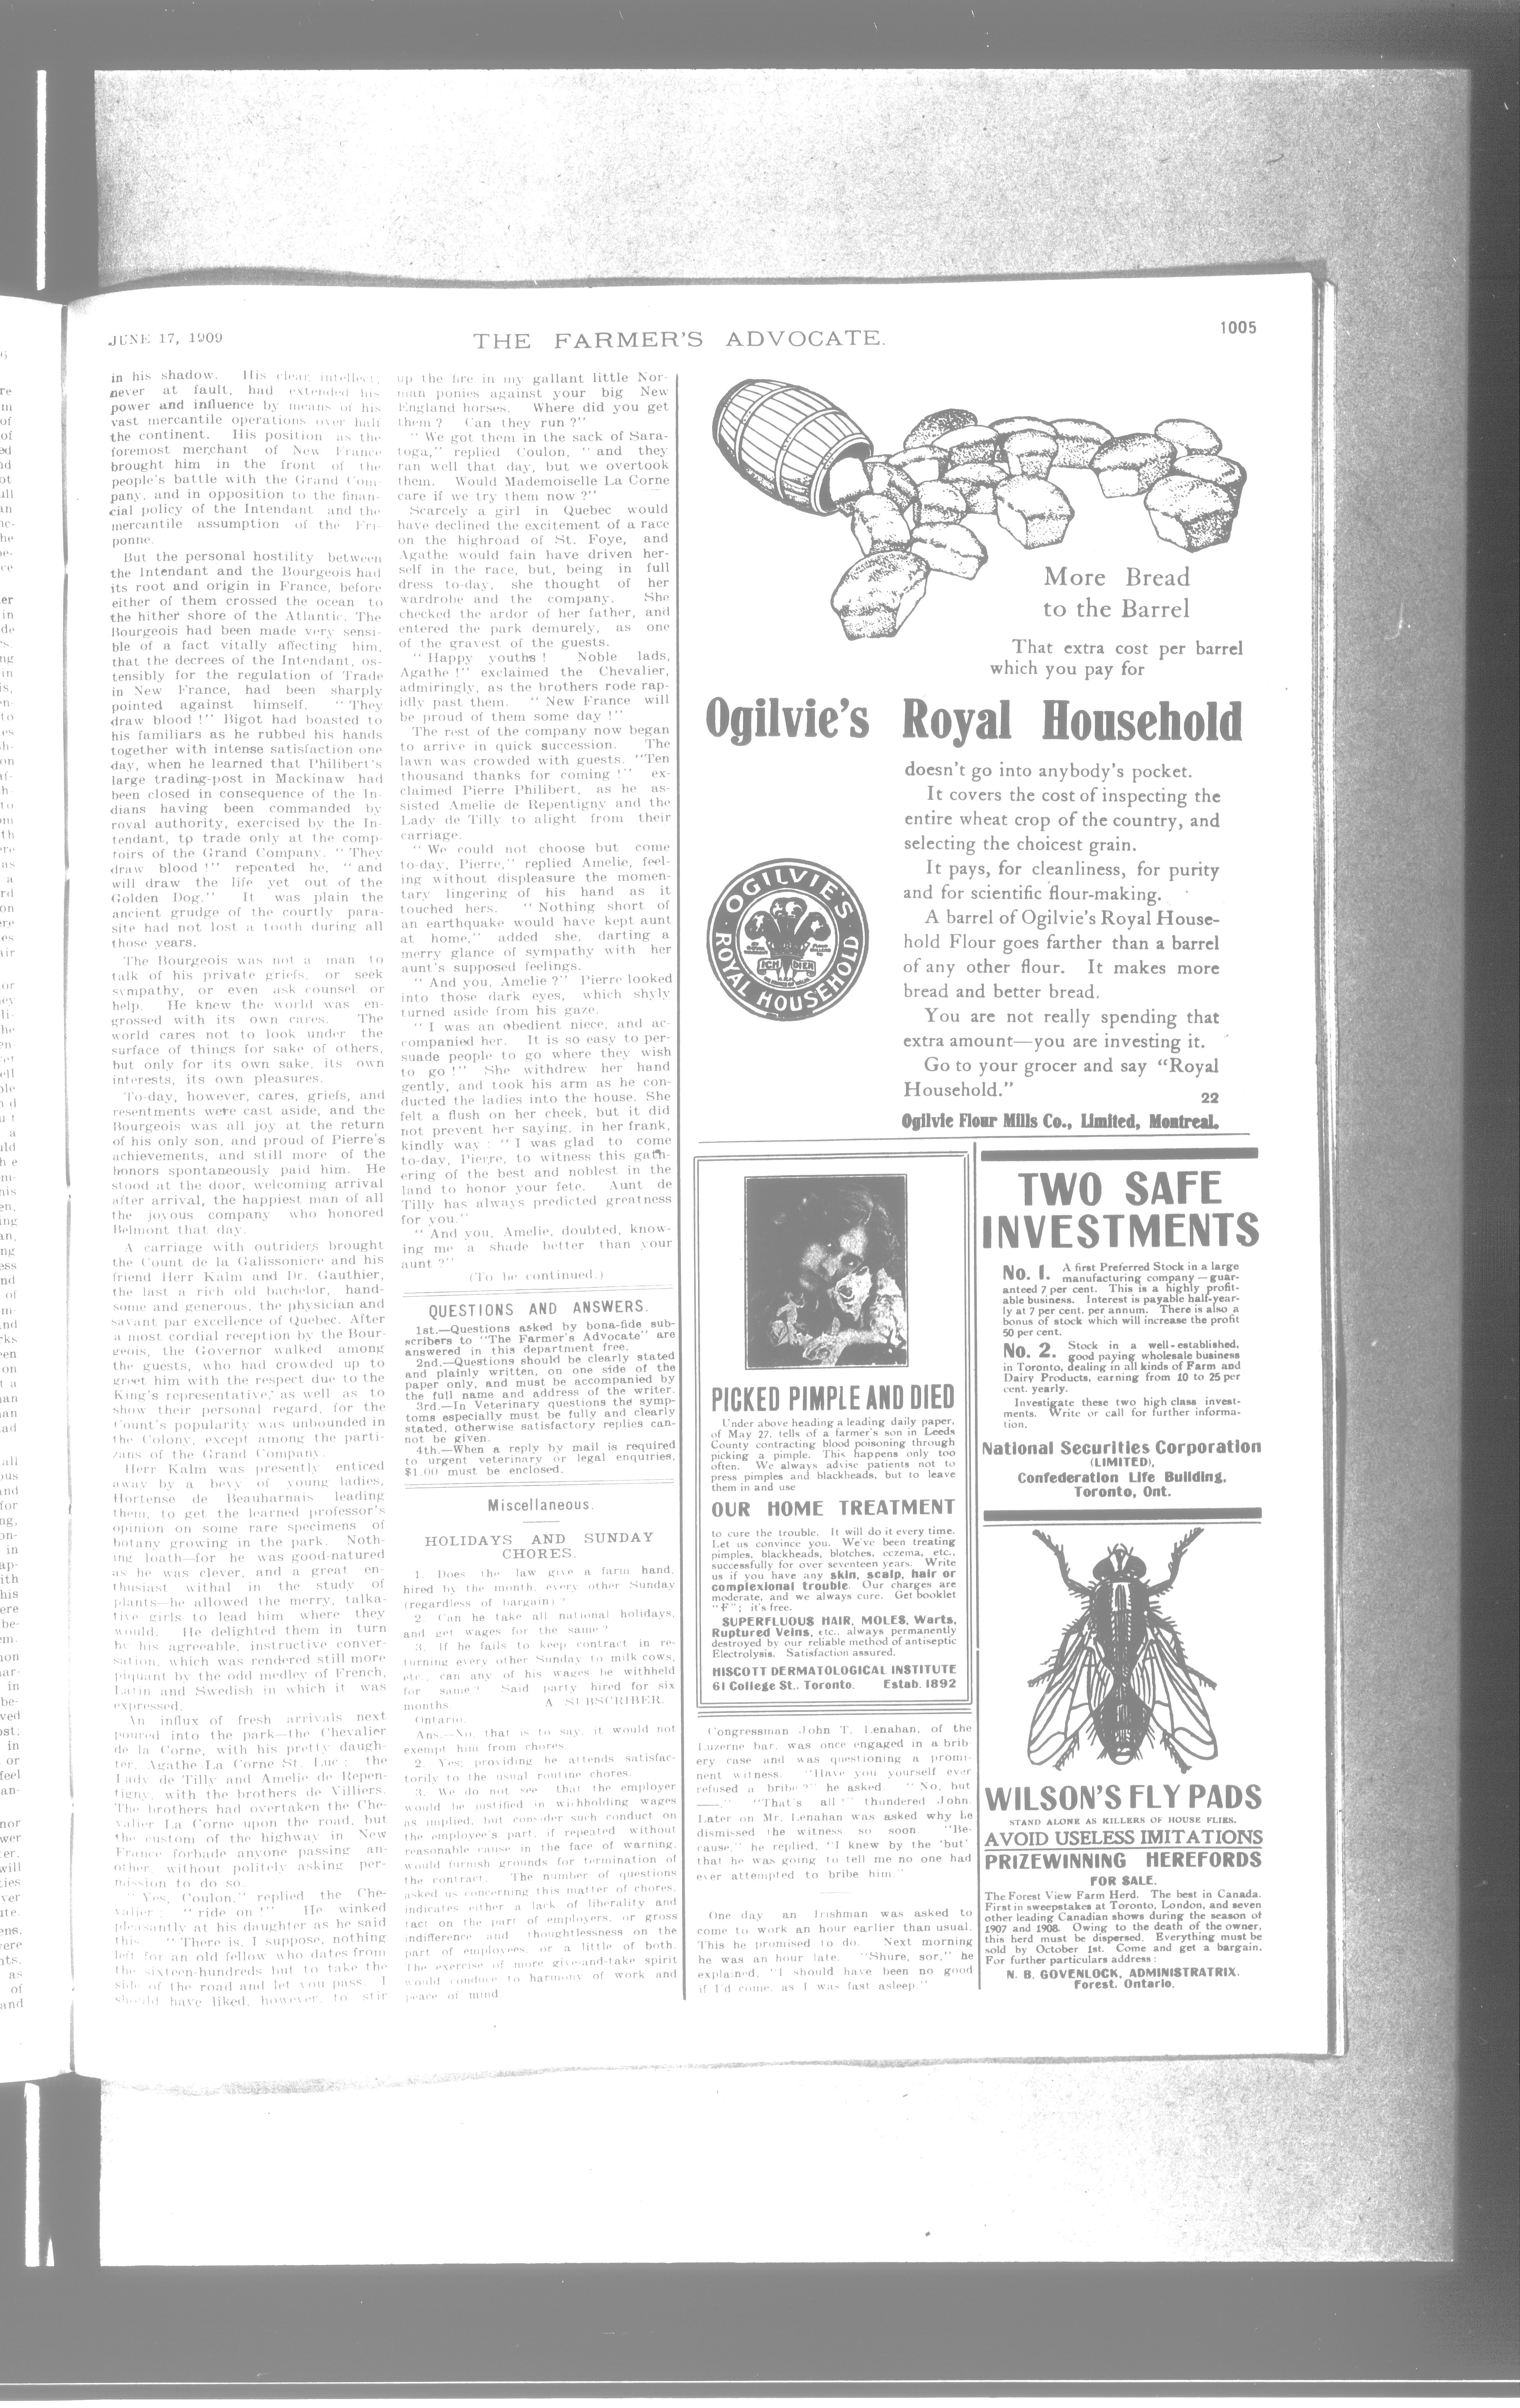 JUNE 17, 1909
THE FARMER'S ADVOCATE.
1005
in his shadow. His clear intellect,
never at fault, had extended his
power and influence by means of his
vast mercantile operations over half
the continent. His position as the
foremost merchant of New France
brought him in the front of the
people's battle with the Grand Com-
pany, and in opposition to the finan-
cial policy of the Intendant and the
mercantile assumption of the Fri-
ponne.
But the personal hostility between
the Intendant and the Bourgeois had
its root and origin in France, before
either of them crossed the ocean to
the hither shore of the Atlantic. The
Bourgeois had been made very sensi-
ble of a fact vitally affecting him,
that the decrees of the Intendant, os-
tensibly for the regulation of Trade
in New France, had been sharply
pointed against himself. "They
draw blood !" Bigot had boasted to
his familiars as he rubbed his hands
together with intense satisfaction one
day, when he learned that Philibert's
large trading-post in Mackinaw had
been closed in consequence of the In-
dians having been commanded by
royal authority, exercised by the In-
tendant, tp trade only at the comp-
toirs of the Grand Company. "They
draw blood !" repeated he, "and
will draw the life yet out of the
Golden Dog." It was plain the
ancient grudge of the courtly para-
site had not lost a tooth during all
those years.
The Bourgeois was not a man to
talk of his private griefs, or seek
sympathy, or even ask counsel or
help. He knew the world was en-
grossed with its own cares. The
world cares not to look under the
surface of things for sake of others,
but only for its own sake, its own
interests, its own pleasures.
To-day, however, cares, griefs, and
resentments were cast aside, and the
Bourgeois was all joy at the return
of his only son, and proud of Pierre's
achievements, and still more of the
honors spontaneously paid him. He
stood at the door, welcoming arrival
after arrival, the happiest man of all
the joyous company who honored
Belmont that day.
A carriage with outriders brought
the Count de la Galissoniere and his
friend Herr Kalm and Dr. Gauthier,
the last a rich old bachelor, hand-
some and generous, the physician and
savant par excellence of Quebec. After
a most cordial reception by the Bour-
geois, the Governor walked among
the guests, who had crowded up to
greet him with the respect due to the
King's representative, as well as to
show their personal regard, for the
Count's popularity was unbounded in
the Colony, except among the parti-
zans of the Grand Company.
Herr Kalm was presently enticed
away by a bevy of young ladies,
Hortense de Beauharnais leading
them, to get the learned professor's
opinion on some rare specimens of
botany growing in the park. Noth-
ing loath—for he was good-natured
as he was clever, and a great en-
thusiast withal in the study of
plants—he allowed the merry, talka-
tive girls to lead him where they
would. He delighted them in turn
by his agreeable, instructive conver-
sation, which was rendered still more
piquant by the odd medley of French,
Latin and Swedish in which it was
expressed.
An influx of fresh arrivals next
poured into the park—the Chevalier
de la Corne, with his pretty daugh-
ter, Agathe La Corne St. Luc ; the
Lady de Tilly and Amelie de Repen-
tigny, with the brothers de Villiers.
The brothers had overtaken the Che-
valier La Corne upon the road, but
the custom of the highway in New
France forbade anyone passing an-
other without politely asking per-
mission to do so.
"Yes, Coulon," replied the Che-
valier ; "ride on !" He winked
pleasantly at his daughter as he said
this. "There is, I suppose, nothing
left for an old fellow who dates from
the sixteen-hundreds but to take the
side of the road and let you pass. I
should have liked, however, to stir
up the fire in my gallant little Nor-
man ponies against your big New
England horses. Where did you get
them ? Can they run ?"
"We got them in the sack of Sara-
toga," replied Coulon, "and they
ran well that day, but we overtook
them. Would Mademoiselle La Corne
care if we try them now ?"
Scarcely a girl in Quebec would
have declined the excitement of a race
on the highroad of St. Foye, and
Agathe would fain have driven her-
self in the race, but, being in full
dress to-day, she thought of her
wardrobe and the company. She
checked the ardor of her father, and
entered the park demurely, as one
of the gravest of the guests.
"Happy youths ! Noble lads,
Agathe !" exclaimed the Chevalier,
admiringly, as the brothers rode rap-
idly past them. "New France will
be proud of them some day !"
The rest of the company now began
to arrive in quick succession. The
lawn was crowded with guests. "Ten
thousand thanks for coming !" ex-
claimed Pierre Philibert, as he as-
sisted Amelie de Repentigny and the
Lady de Tilly to alight from their
carriage.
"We could not choose but come
to-day, Pierre," replied Amelie, feel-
ing without displeasure the momen-
tary lingering of his hand as it
touched hers. "Nothing short of
an earthquake would have kept aunt
at home," added she, darting a
merry glance of sympathy with her
aunt's supposed feelings.
"And you, Amelie ?" Pierre looked
into those dark eyes, which shyly
turned aside from his gaze.
"I was an obedient niece, and ac-
companied her. It is so easy to per-
suade people to go where they wish
to go !" She withdrew her hand
gently, and took his arm as he con-
ducted the ladies into the house. She
felt a flush on her cheek, but it did
not prevent her saying, in her frank,
kindly way : "I was glad to come
to-day, Pierre, to witness this gath-
ering of the best and noblest in the
land to honor your fete. Aunt de
Tilly has always predicted greatness
for you."
"And you, Amelie, doubted, know-
ing me a shade better than your
aunt ?"
(To be continued.)
QUESTIONS AND ANSWERS.
1st.—Questions asked by bona-fide sub-
scribers to "The Farmer's Advocate" are
answered in this department free.
2nd.—Questions should be clearly stated
and plainly written, on one side of the
paper only, and must be accompanied by
the full name and address of the writer.
3rd.—In Veterinary questions the symp-
toms especially must be fully and clearly
stated, otherwise satisfactory replies can-
not be given.
4th.—When a reply by mail is required
to urgent veterinary or legal enquiries,
$1.00 must be enclosed.
Miscellaneous.
HOLIDAYS AND SUNDAY
CHORES.
1. Does the law give a farm hand,
hired by the month, every other Sunday
(regardless of bargain) ?
2. Can he take all national holidays,
and get wages for the same ?
3. If he fails to keep contract in re-
turning every other Sunday to milk cows,
etc., can any of his wages be withheld
for same ? Said party hired for six
months. A SUBSCRIBER.
Ontario.
Ans.—No, that is to say, it would not
exempt him from chores.
2. Yes; providing he attends satisfac-
torily to the usual routine chores.
3. We do not see that the employer
would be justified in withholding wages
as implied, but consider such conduct on
the employee's part, if repeated without
reasonable cause in the face of warning,
would furnish grounds for termination of
the contract. The number of questions
asked us concerning this matter of chores,
indicates either a lack of liberality and
tact on the part of employers, or gross
indifference and thoughtlessness on the
part of employees, or a little of both.
The exercise of more give-and-take spirit
would conduce to harmony of work and
peace of mind.
More Bread
to the Barrel
That extra cost per barrel
which you pay for
Ogilvie's Royal Household
doesn't go into anybody's pocket.
It covers the cost of inspecting the
entire wheat crop of the country, and
selecting the choicest grain.
It pays, for cleanliness, for purity
and for scientific flour-making.
A barrel of Ogilvie's Royal House-
hold Flour goes farther than a barrel
of any other flour. It makes more
bread and better bread.
You are not really spending that
extra amount—you are investing it.
Go to your grocer and say "Royal
Household." 22
Ogilvie Flour Mills Co., Limited, Montreal.
OGILVIE'S
ROYAL HOUSEHOLD
ICH DIEN
PICKED PIMPLE AND DIED
Under above heading a leading daily paper,
of May 27, tells of a farmer's son in Leeds
County contracting blood poisoning through
picking a pimple. This happens only too
often. We always advise patients not to
press pimples and blackheads, but to leave
them in and use
OUR HOME TREATMENT
to cure the trouble. It will do it every time.
Let us convince you. We've been treating
pimples, blackheads, blotches, eczema, etc.,
successfully for over seventeen years. Write
us if you have any skin, scalp, hair or
complexional trouble. Our charges are
moderate, and we always cure. Get booklet
"F"; it's free.
SUPERFLUOUS HAIR, MOLES, Warts,
Ruptured Veins, etc., always permanently
destroyed by our reliable method of antiseptic
Electrolysis. Satisfaction assured.
HISCOTT DERMATOLOGICAL INSTITUTE
61 College St., Toronto. Estab. 1892
Congressman John T. Lenahan, of the
Luzerne bar, was once engaged in a brib-
ery case and was questioning a promi-
nent witness. "Have you yourself ever
refused a bribe ?" he asked. "No, but
——." "That's all !" thundered John.
Later on Mr. Lenahan was asked why he
dismissed the witness so soon. "Be-
cause," he replied, "I knew by the 'but'
that he was going to tell me no one had
ever attempted to bribe him."
One day an Irishman was asked to
come to work an hour earlier than usual.
This he promised to do. Next morning
he was an hour late. "Shure, sor," he
explained, "I should have been no good
if I'd come, as I was fast asleep."
TWO SAFE
INVESTMENTS
No. 1. A first Preferred Stock in a large
manufacturing company—guar-
anteed 7 per cent. This is a highly profit-
able business. Interest is payable half-year-
ly at 7 per cent. per annum. There is also a
bonus of stock which will increase the profit
50 per cent.
No. 2. Stock in a well-established,
good paying wholesale business
in Toronto, dealing in all kinds of Farm and
Dairy Products, earning from 10 to 25 per
cent. yearly.
Investigate these two high class invest-
ments. Write or call for further informa-
tion.
National Securities Corporation
(LIMITED),
Confederation Life Building,
Toronto, Ont.
WILSON'S FLY PADS
STAND ALONE AS KILLERS OF HOUSE FLIES.
AVOID USELESS IMITATIONS
PRIZEWINNING HEREFORDS
FOR SALE.
The Forest View Farm Herd. The best in Canada.
First in sweepstakes at Toronto, London, and seven
other leading Canadian shows during the season of
1907 and 1908. Owing to the death of the owner,
this herd must be dispersed. Everything must be
sold by October 1st. Come and get a bargain.
For further particulars address :
N. B. GOVENLOCK, ADMINISTRATRIX.
Forest, Ontario.